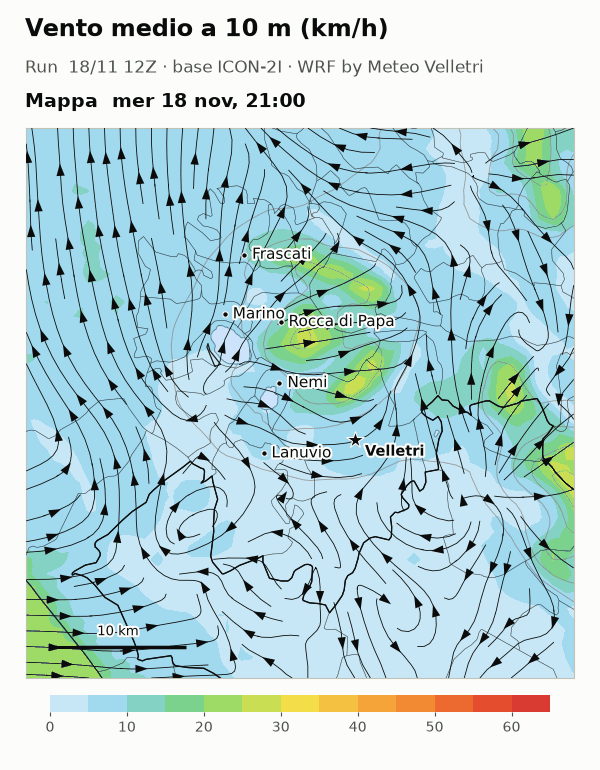 Vento medio a 10 m (km/h)
Run  18/11 12Z · base ICON-2I · WRF by Meteo Velletri
Mappa  mer 18 nov, 21:00
Frascati
Marino
Rocca di Papa
Nemi
Velletri
Lanuvio
10 km
0 10 20 30 40 50 60